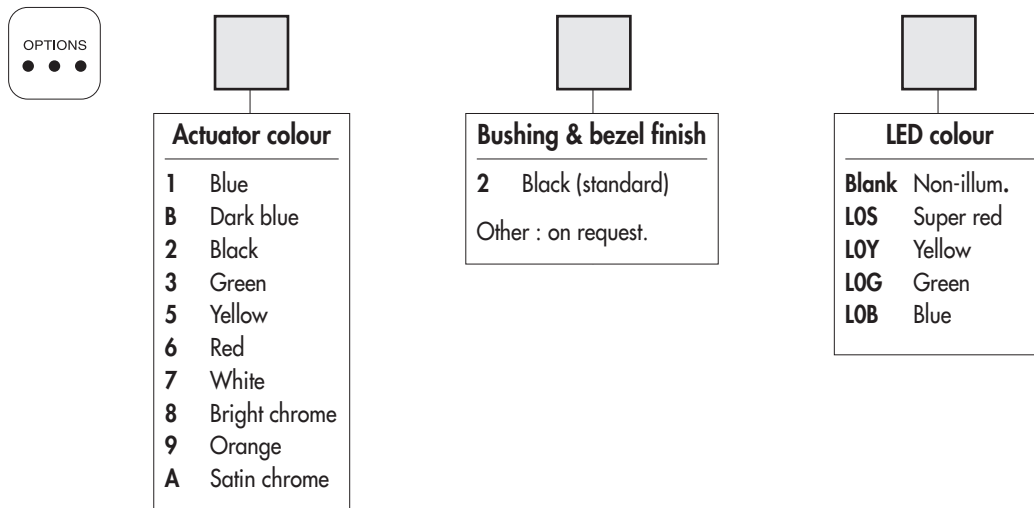 OPTIONS
Actuator colour
1 Blue
B Dark blue
2 Black
3 Green
5 Yellow
6 Red
7 White
8 Bright chrome
9 Orange
A Satin chrome
Bushing & bezel finish
2 Black (standard)
Other : on request.
LED colour
Blank Non-illum.
L0S Super red
L0Y Yellow
L0G Green
L0B Blue